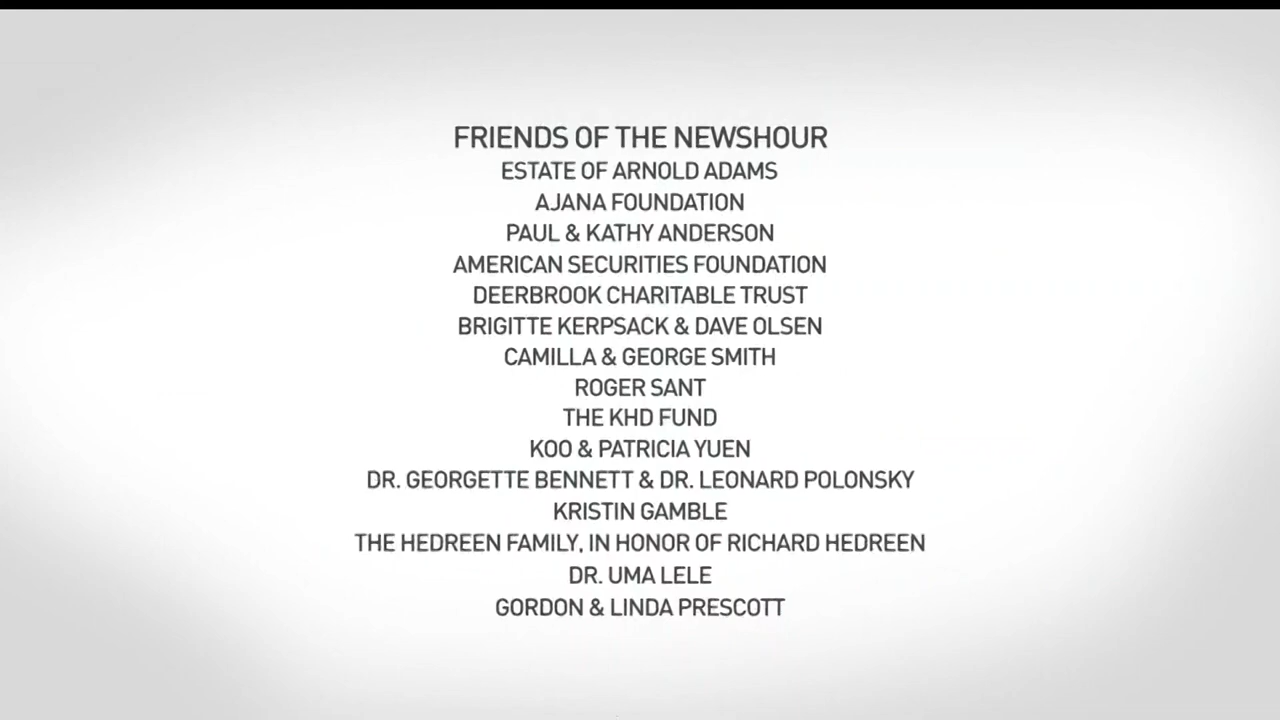 FRIENDS OF THE NEWSHOUR
ESTATE OF ARNOLD ADAMS
AJANA FOUNDATION
PAUL & KATHY ANDERSON
AMERICAN SECURITIES FOUNDATION
DEERBROOK CHARITABLE TRUST
BRIGITTE KERPSACK & DAVE OLSEN
CAMILLA & GEORGE SMITH
ROGER SANT
THE KHD FUND
KOO & PATRICIA YUEN
DR. GEORGETTE BENNETT & DR. LEONARD POLONSKY
KRISTIN GAMBLE
THE HEDREEN FAMILY, IN HONOR OF RICHARD HEDREEN
DR. UMA LELE
GORDON & LINDA PRESCOTT